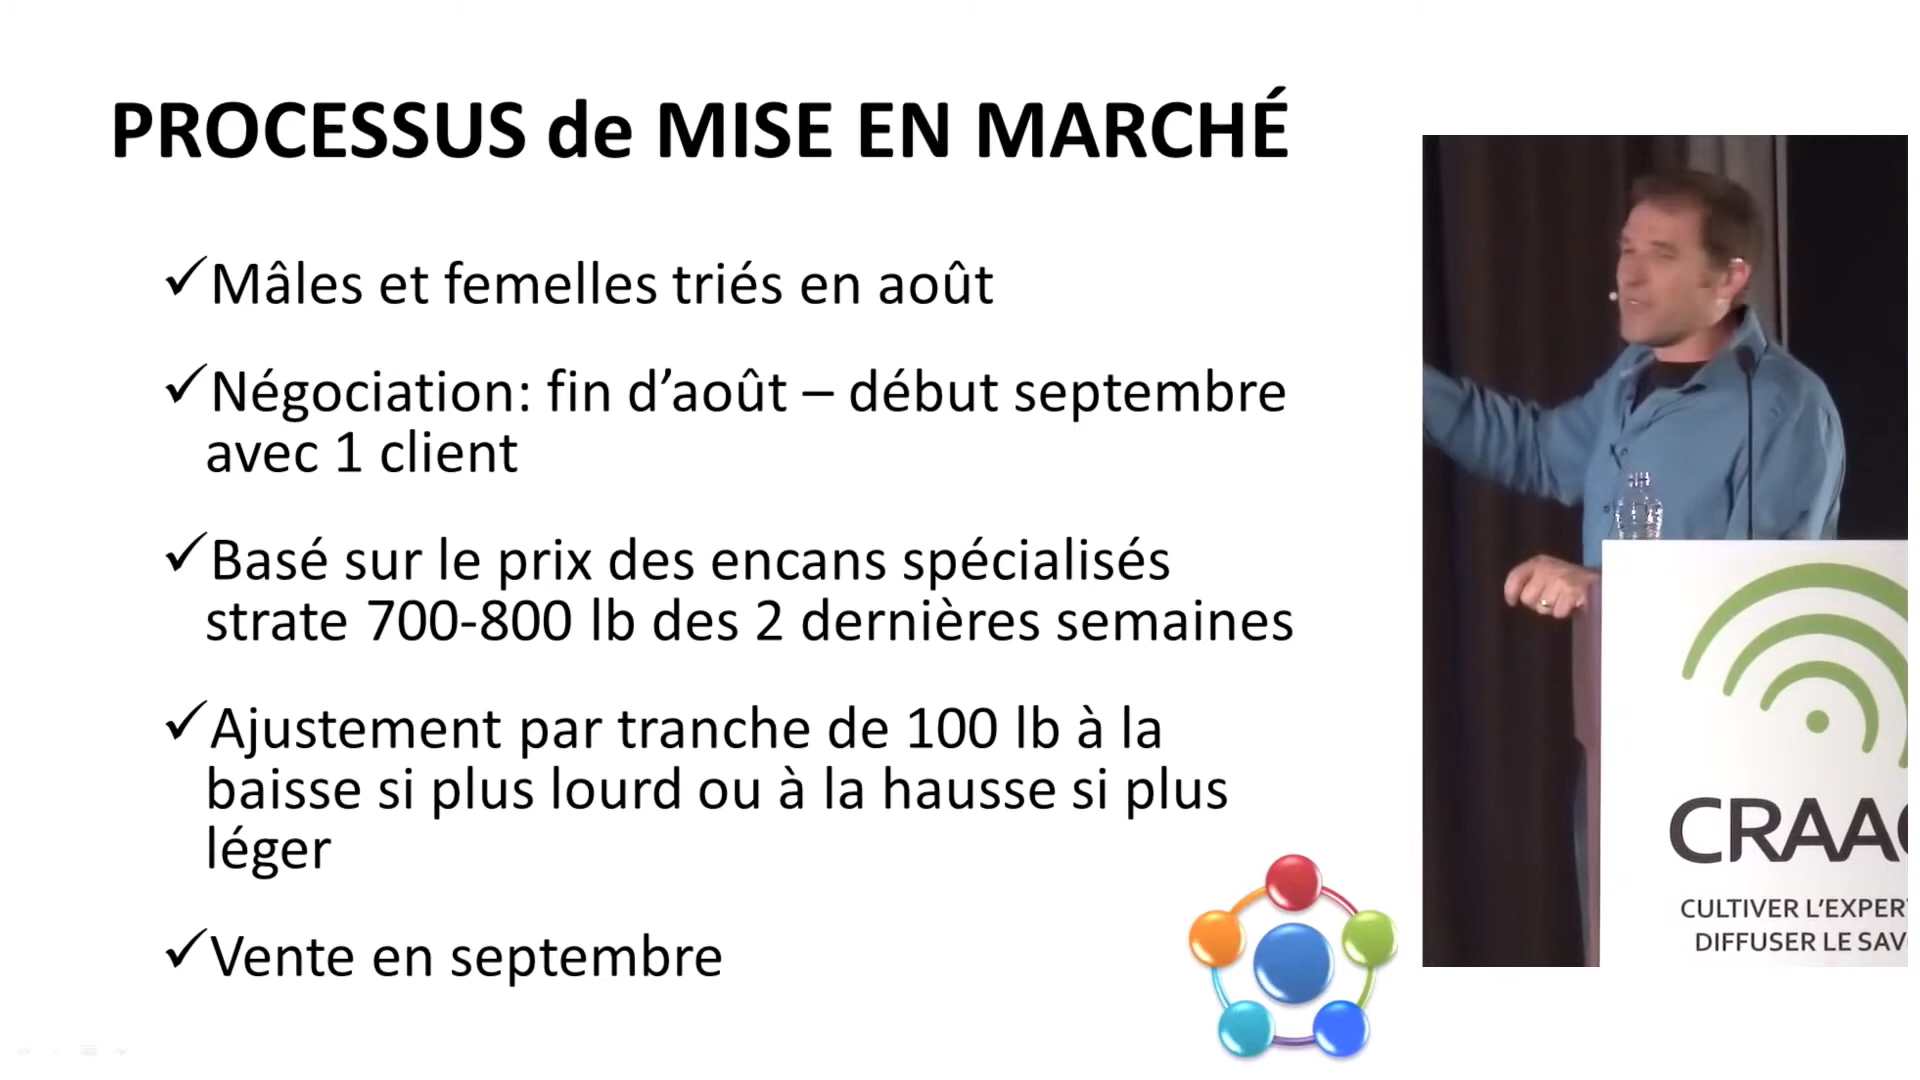 PROCESSUS de MISE EN MARCHÉ
✓Mâles et femelles triés en août
✓Négociation: fin d’août – début septembre
avec 1 client
✓Basé sur le prix des encans spécialisés
strate 700-800 lb des 2 dernières semaines
✓Ajustement par tranche de 100 lb à la
baisse si plus lourd ou à la hausse si plus
léger
✓Vente en septembre
CRAA
CULTIVER L’EXPER
DIFFUSER LE SAV